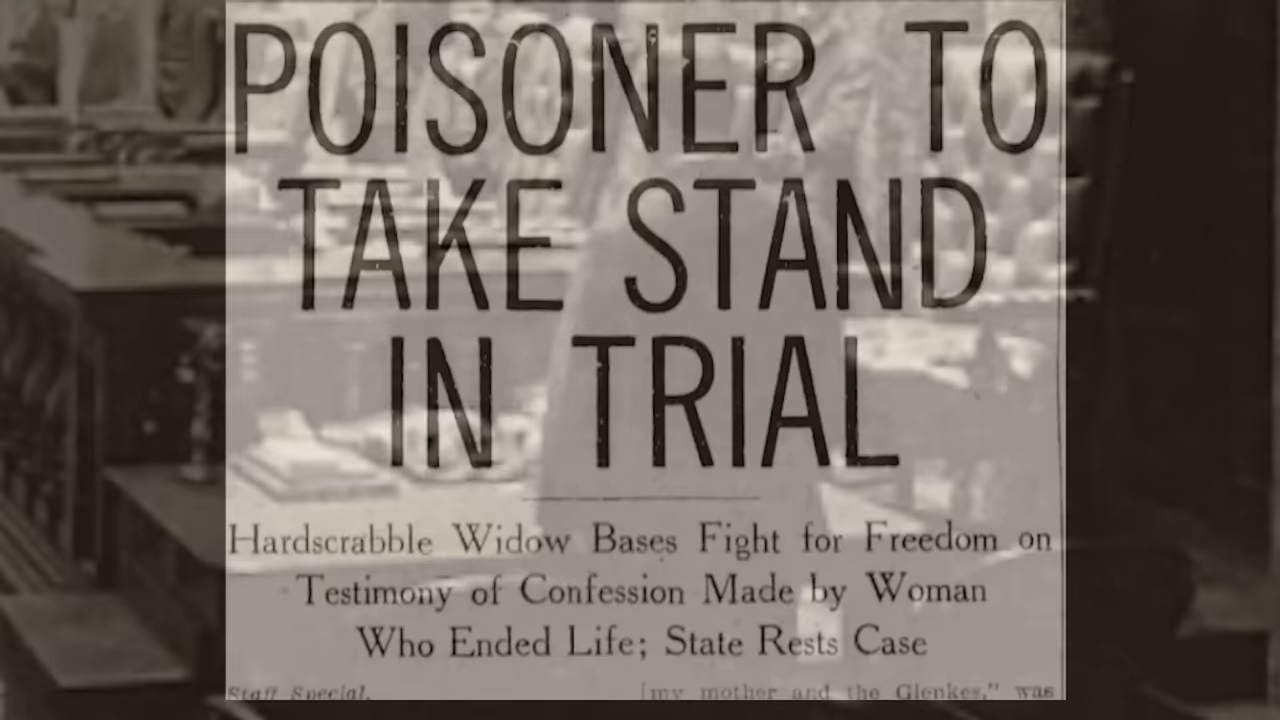 POISONER TO
TAKE STAND
IN TRIAL
Hardscrabble Widow Bases Fight for Freedom on
Testimony of Confession Made by Woman
Who Ended Life; State Rests Case
Staff Special.
my mother and the Gienkes," was